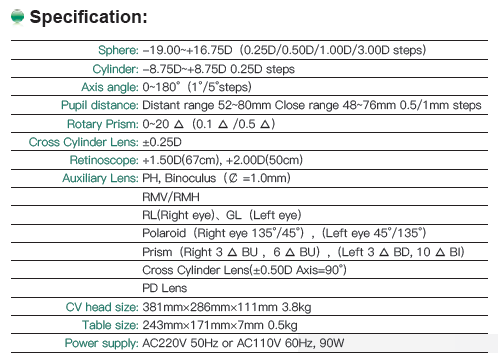 Specification:
Sphere: −19.00~+16.75D（0.25D/0.50D/1.00D/3.00D steps）
Cylinder: −8.75D~+8.75D 0.25D steps
Axis angle: 0~180°（1°/5°steps）
Pupil distance: Distant range 52~80mm Close range 48~76mm 0.5/1mm steps
Rotary Prism: 0~20 △（0.1 △ /0.5 △）
Cross Cylinder Lens: ±0.25D
Retinoscope: +1.50D(67cm), +2.00D(50cm)
Auxiliary Lens: PH, Binoculus（₵ =1.0mm）
RMV/RMH
RL(Right eye)、GL（Left eye）
Polaroid（Right eye 135°/45°）,（Left eye 45°/135°）
Prism（Right 3 △ BU， 6 △ BU）,（Left 3 △ BD, 10 △ BI）
Cross Cylinder Lens(±0.50D Axis=90°）
PD Lens
CV head size: 381mm×286mm×111mm 3.8kg
Table size: 243mm×171mm×7mm 0.5kg
Power supply: AC220V 50Hz or AC110V 60Hz, 90W